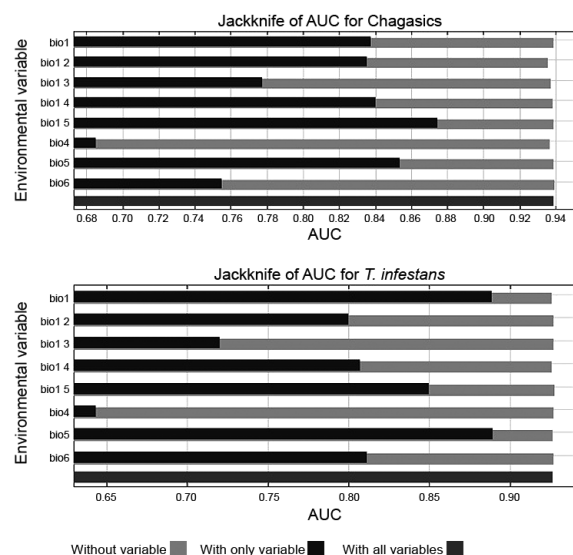 Jackknife of AUC for Chagasics
Environmental variable
bio1
bio1 2
bio1 3
bio1 4
bio1 5
bio4
bio5
bio6
0.68 0.70 0.72 0.74 0.76 0.78 0.80 0.82 0.84 0.86 0.88 0.90 0.92 0.94
AUC
Jackknife of AUC for T. infestans
Environmental variable
bio1
bio1 2
bio1 3
bio1 4
bio1 5
bio4
bio5
bio6
0.65 0.70 0.75 0.80 0.85 0.90
AUC
Without variable With only variable With all variables